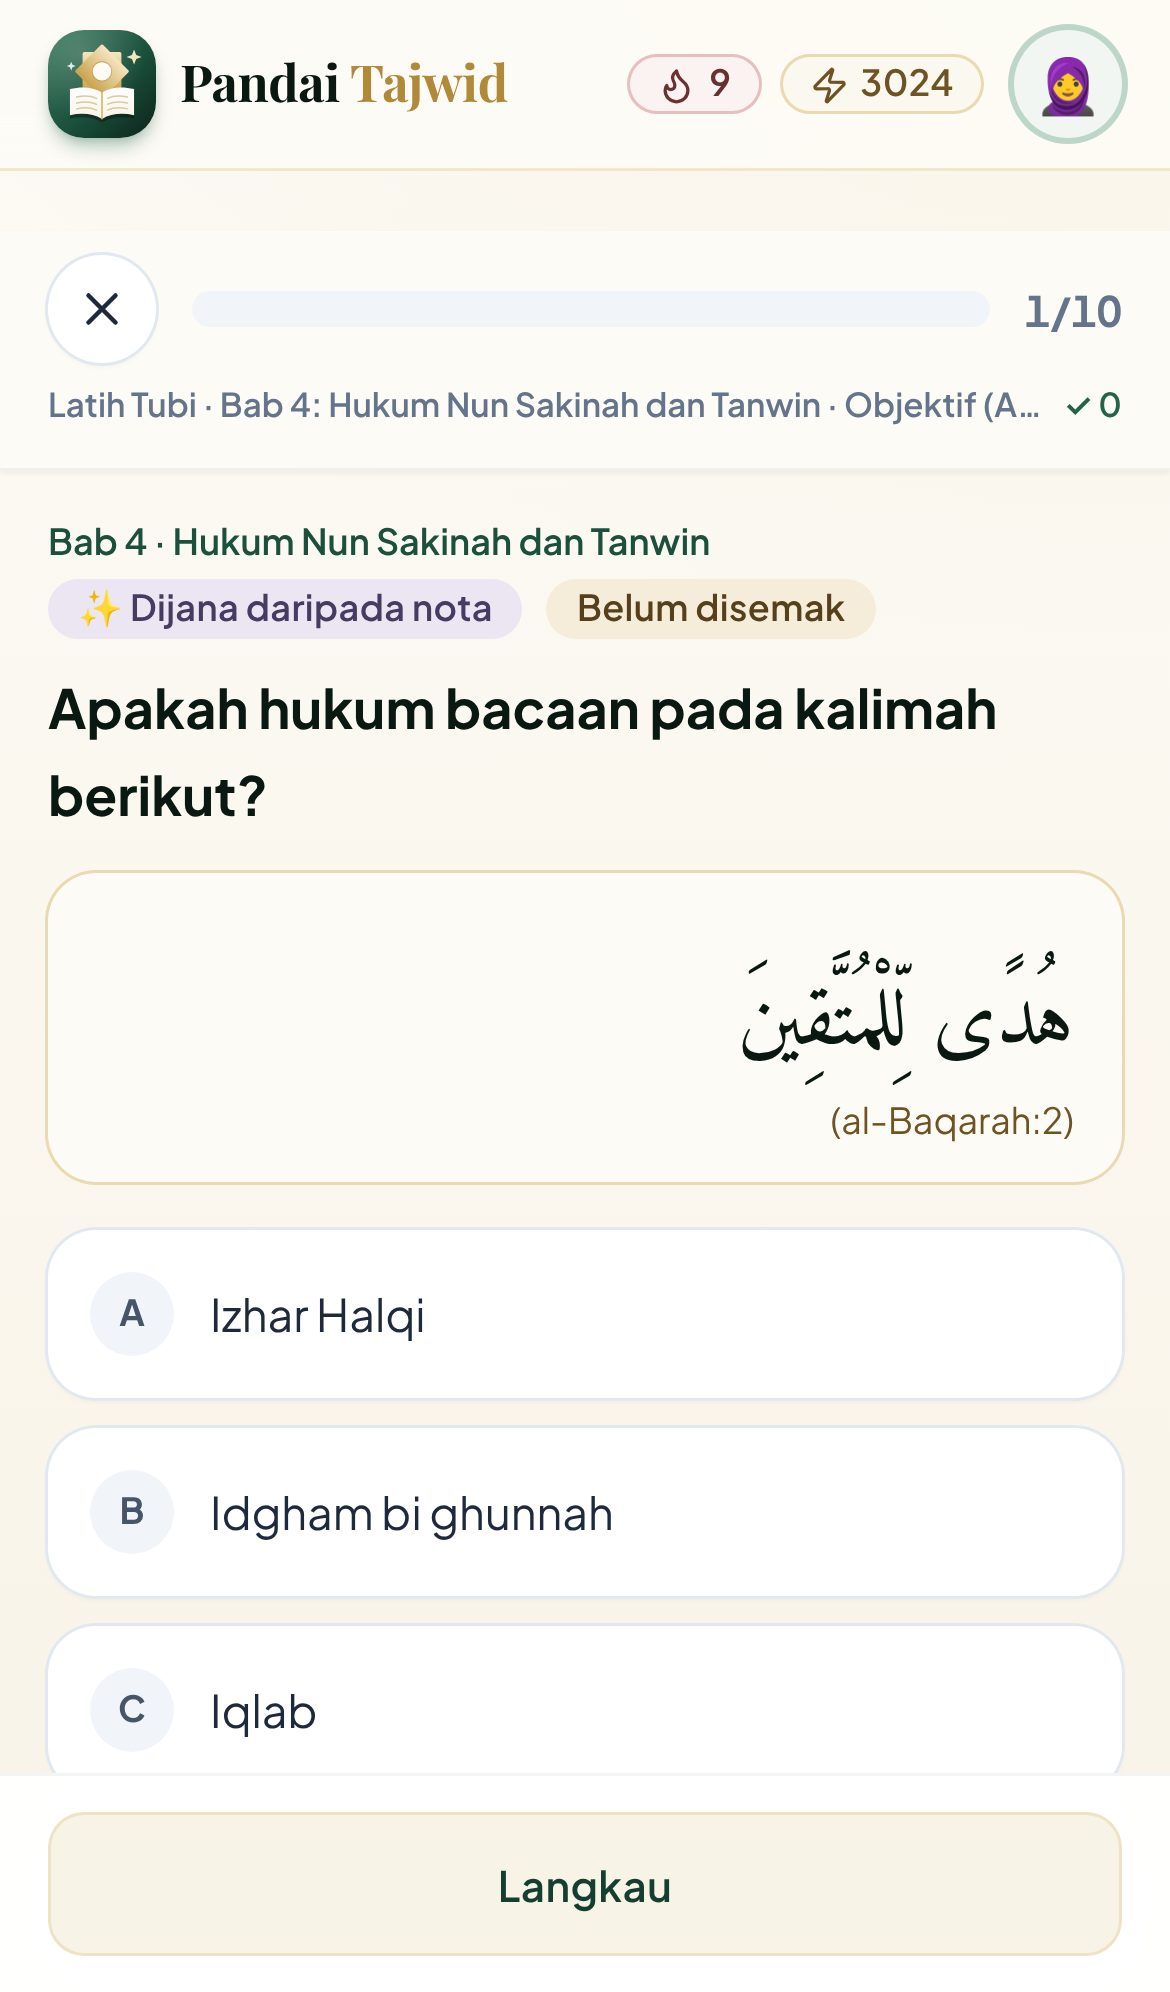 Pandai Tajwid
9
3024
1/10
Latih Tubi · Bab 4: Hukum Nun Sakinah dan Tanwin · Objektif (A...
0
Bab 4 · Hukum Nun Sakinah dan Tanwin
✨ Dijana daripada nota
Belum disemak
Apakah hukum bacaan pada kalimah
berikut?
هُدًى لِّلْمُتَّقِينَ
(al-Baqarah:2)
A
Izhar Halqi
B
Idgham bi ghunnah
C
Iqlab
Langkau